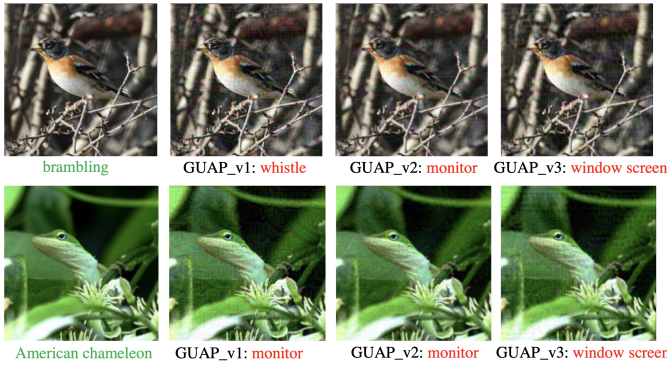 brambling
GUAP_v1: whistle
GUAP_v2: monitor
GUAP_v3: window screen
American chameleon
GUAP_v1: monitor
GUAP_v2: monitor
GUAP_v3: window screen